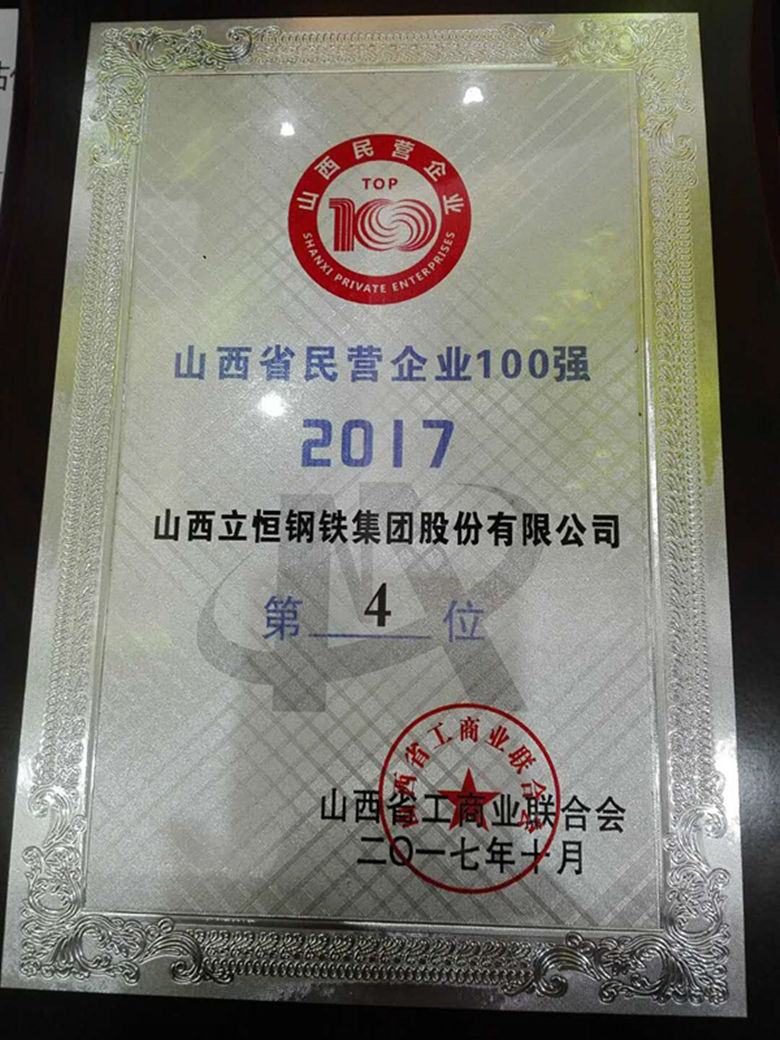 山西民营企业
TOP
100
SHANXI PRIVATE ENTERPRISES
山西省民营企业100强
2017
山西立恒钢铁集团股份有限公司
第 4 位
山西省工商业联合会
山西省工商业联合会
二〇一七年十月